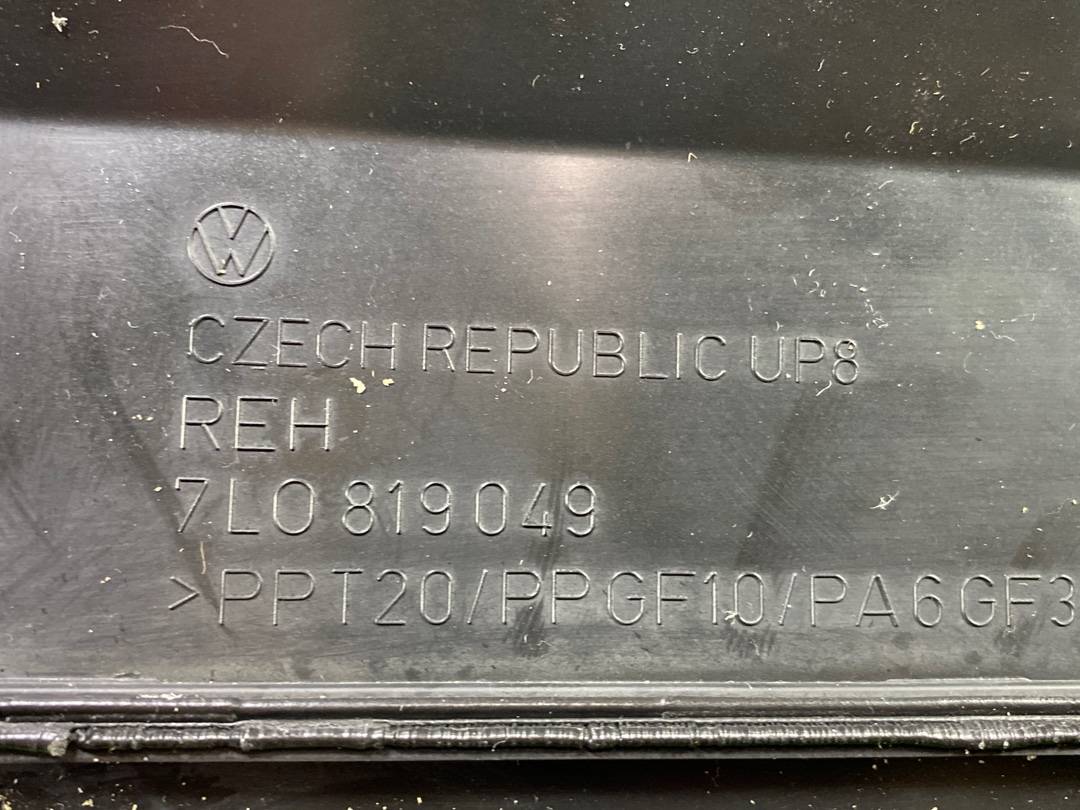 CZECH REPUBLIC UP8
REH
7L0 819 049
>PPT20/PPGF10/PA6GF3